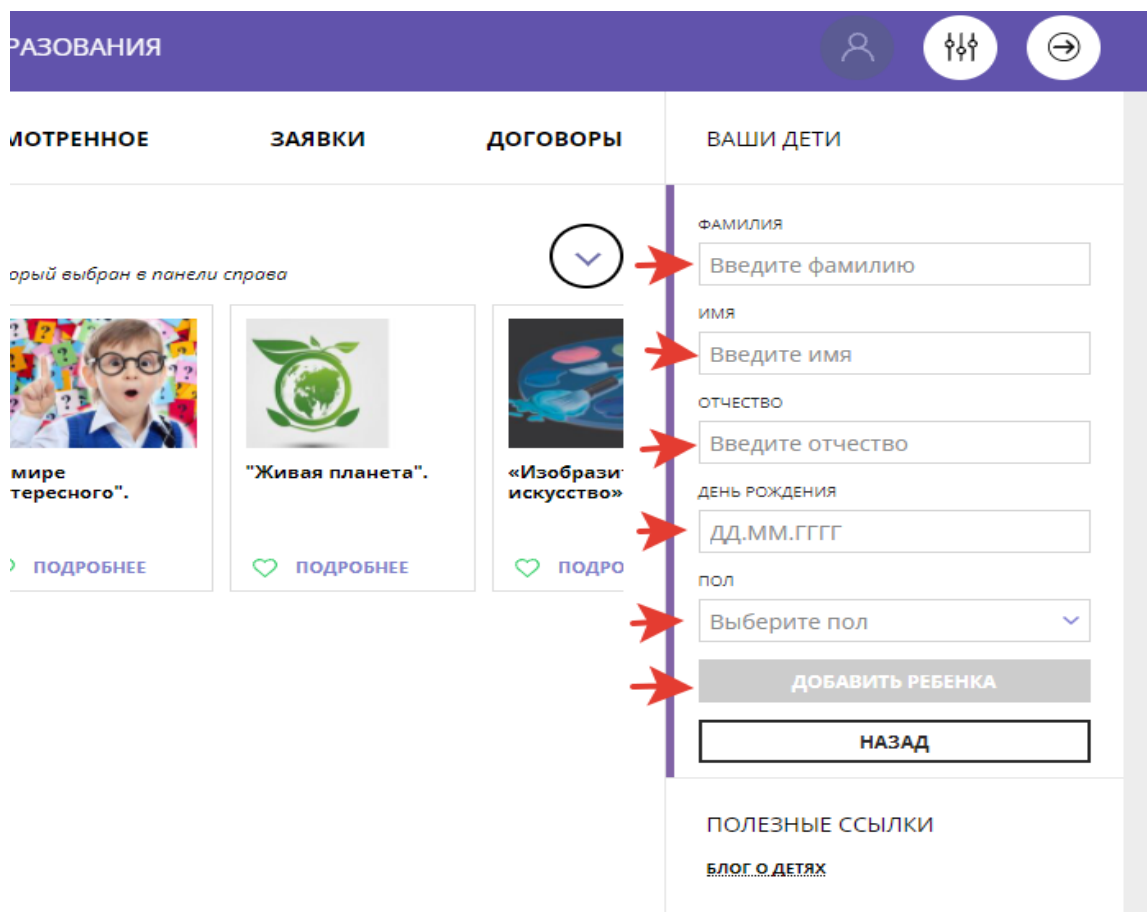 РАЗОВАНИЯ
МОТРЕННОЕ ЗАЯВКИ ДОГОВОРЫ
орый выбран в панели справа
мире
тересного".
ПОДРОБНЕЕ
"Живая планета".
ПОДРОБНЕЕ
«Изобрази
искусство»
ПОДРО
ВАШИ ДЕТИ
ФАМИЛИЯ
Введите фамилию
ИМЯ
Введите имя
ОТЧЕСТВО
Введите отчество
ДЕНЬ РОЖДЕНИЯ
ДД.ММ.ГГГГ
ПОЛ
Выберите пол
ДОБАВИТЬ РЕБЕНКА
НАЗАД
ПОЛЕЗНЫЕ ССЫЛКИ
БЛОГ О ДЕТЯХ